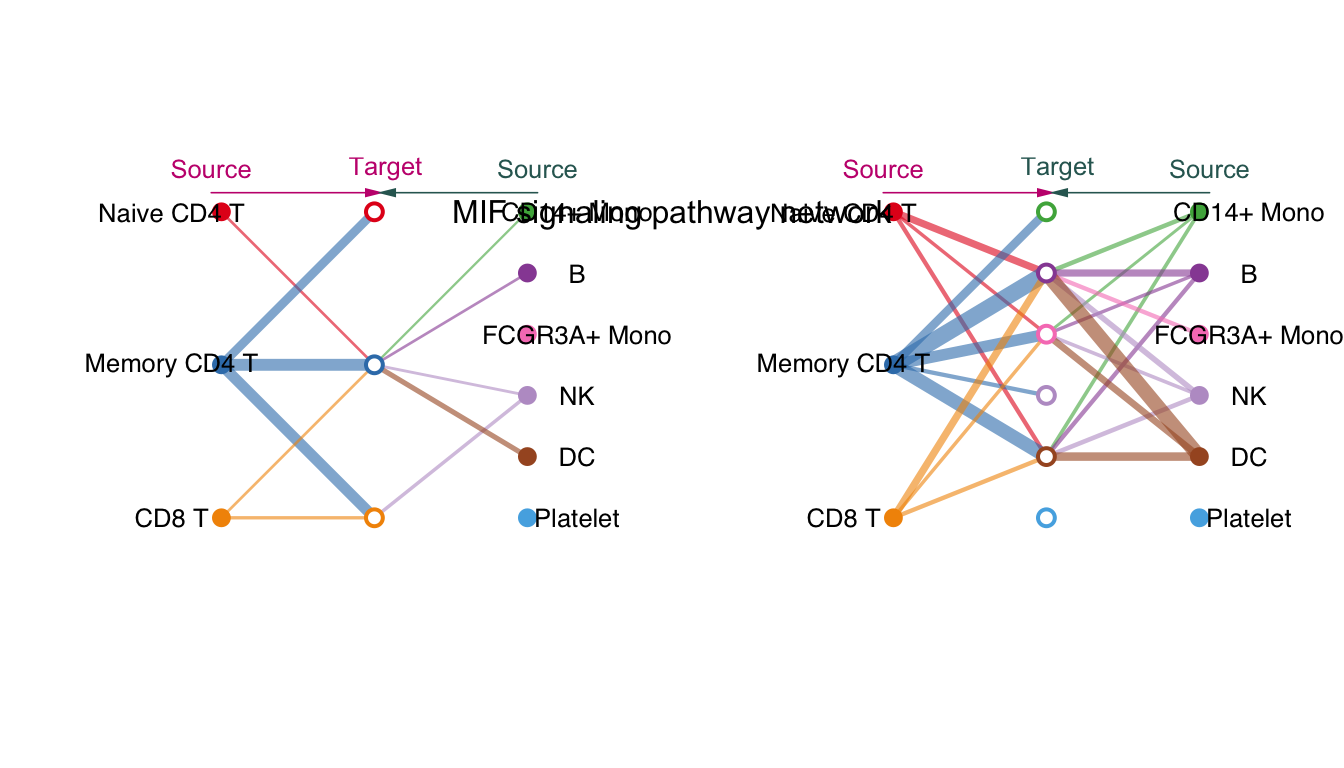 Source Target Source
Source Target Source
MIF signaling pathway network
Naive CD4 T
Memory CD4 T
CD8 T
CD14+ Mono
B
FCGR3A+ Mono
NK
DC
Platelet
Naive CD4 T
Memory CD4 T
CD8 T
CD14+ Mono
B
FCGR3A+ Mono
NK
DC
Platelet